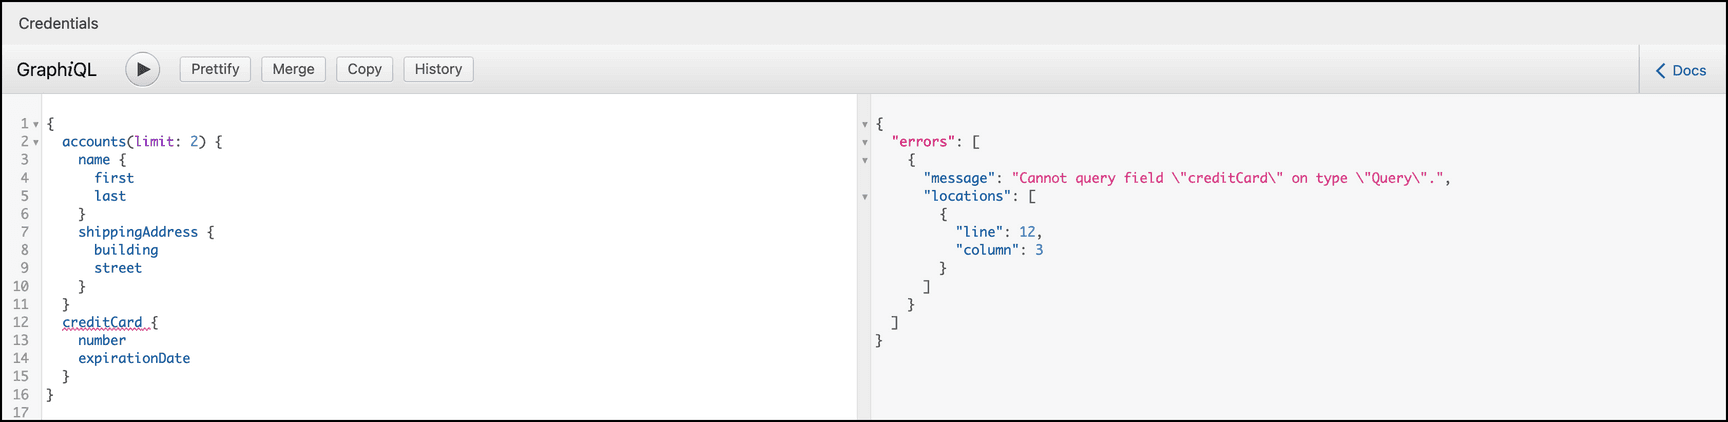 Credentials
GraphiQL Prettify Merge Copy History Docs
1 {
2 accounts(limit: 2) {
3 name {
4 first
5 last
6 }
7 shippingAddress {
8 building
9 street
10 }
11 }
12 creditCard {
13 number
14 expirationDate
15 }
16 }
17
{
"errors": [
{
"message": "Cannot query field \"creditCard\" on type \"Query\".",
"locations": [
{
"line": 12,
"column": 3
}
]
}
]
}